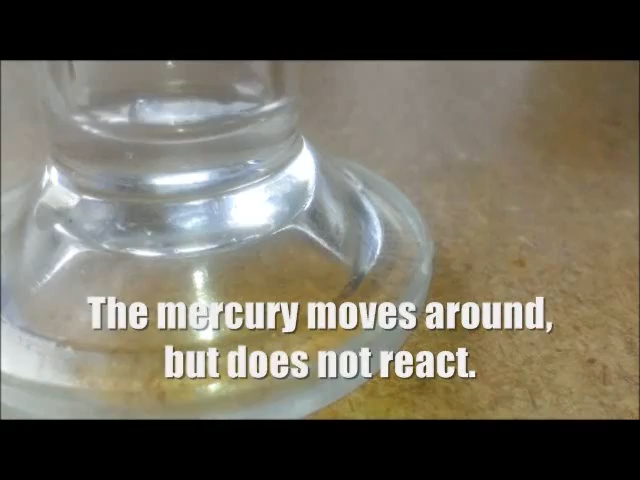 The mercury moves around,
but does not react.